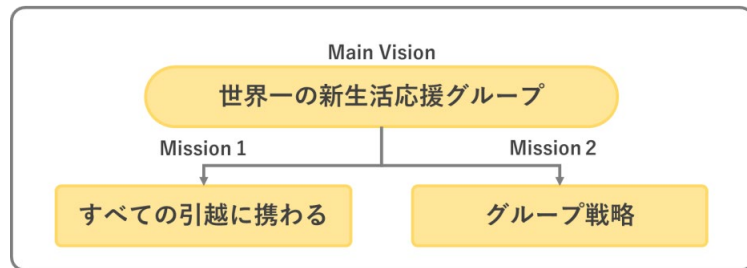 Main Vision
世界一の新生活応援グループ
Mission 1
Mission 2
すべての引越に携わる
グループ戦略